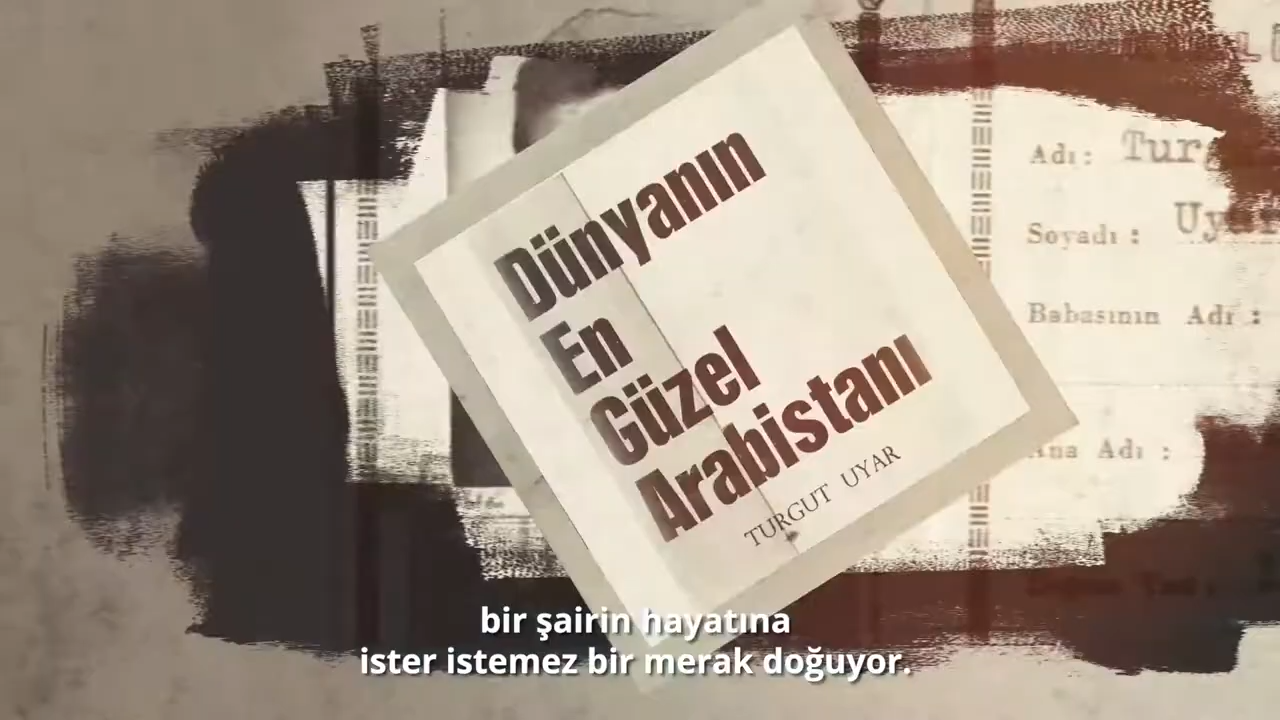 Dünyanın
En
Güzel
Arabistanı
TURGUT UYAR
Adı:
Soyadı :
Babasının Adı :
Adı :
bir şairin hayatına
ister istemez bir merak doğuyor.